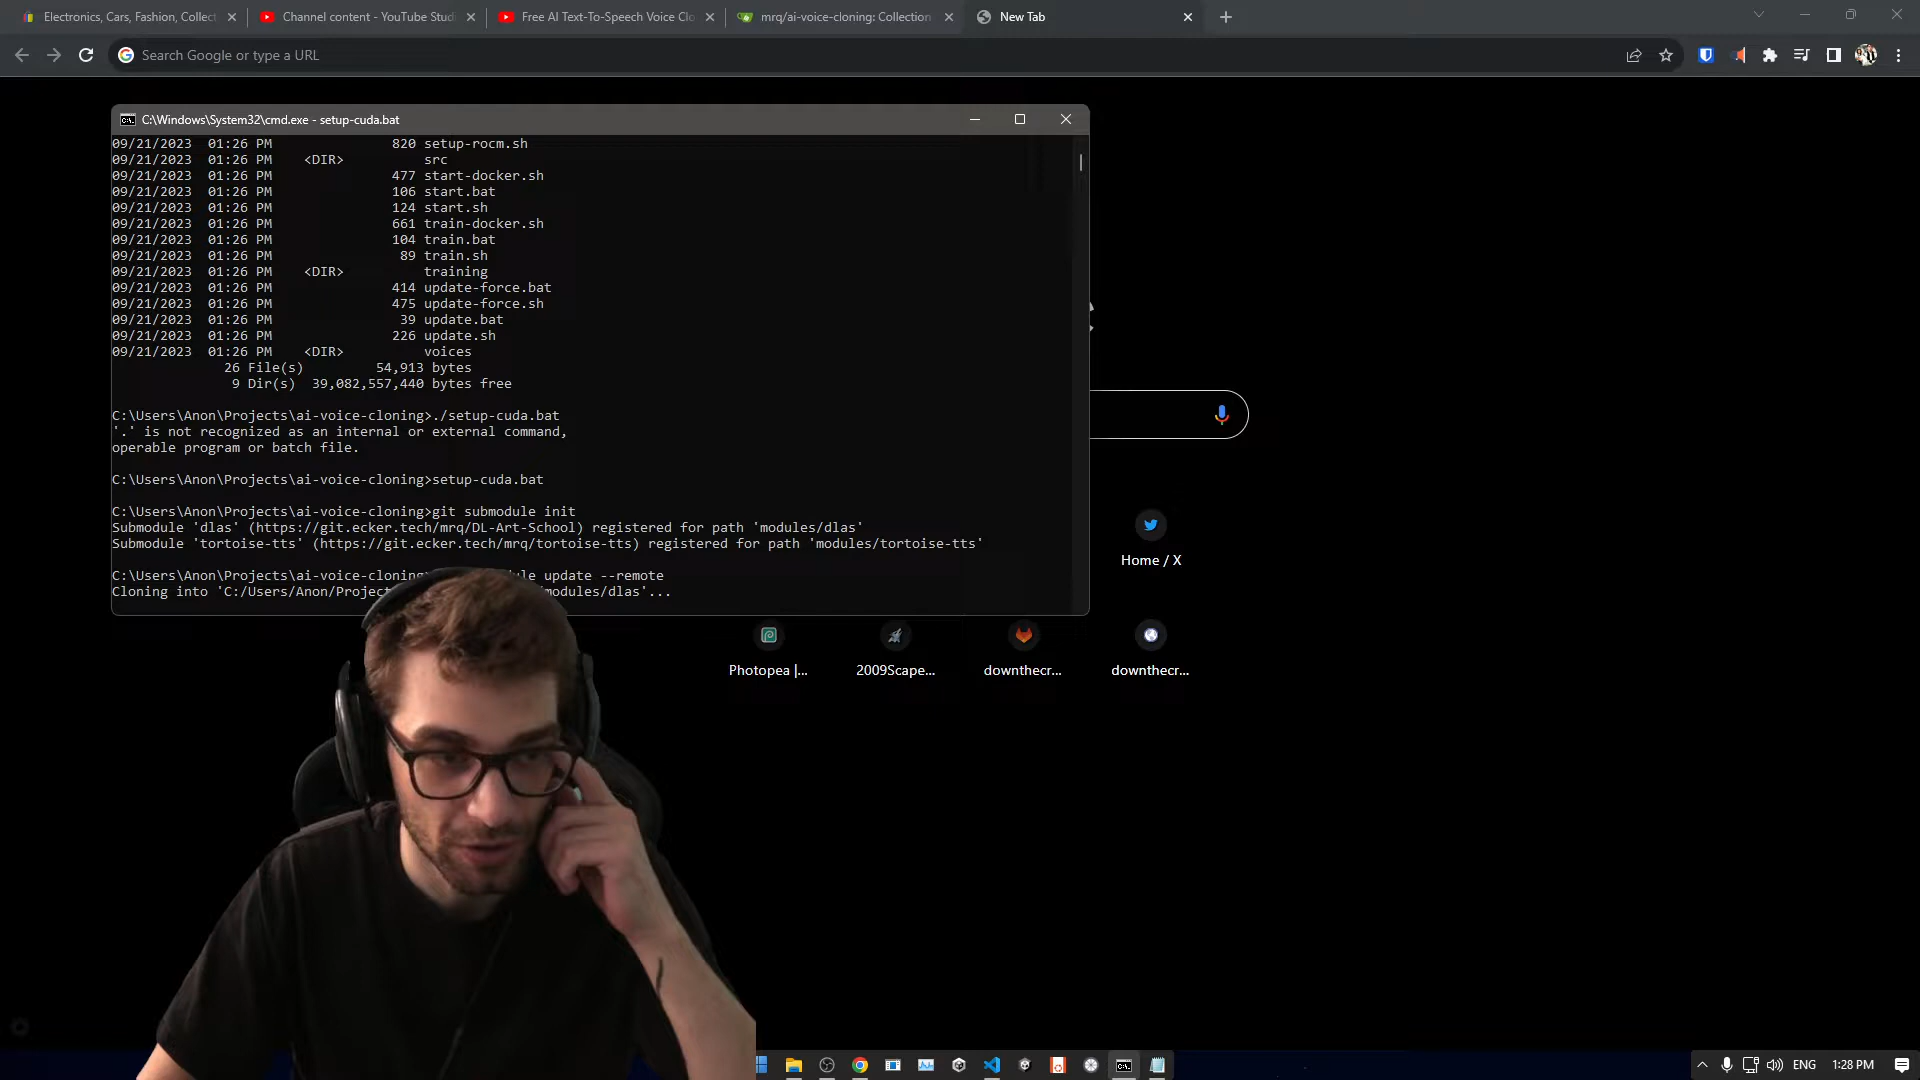 Electronics, Cars, Fashion, Collect
Channel content - YouTube Studi
Free AI Text-To-Speech Voice Clo
mrq/ai-voice-cloning: Collection
New Tab
Search Google or type a URL
C:\Windows\System32\cmd.exe - setup-cuda.bat
09/21/2023  01:26 PM               820 setup-rocm.sh
09/21/2023  01:26 PM    <DIR>          src
09/21/2023  01:26 PM               477 start-docker.sh
09/21/2023  01:26 PM               106 start.bat
09/21/2023  01:26 PM               124 start.sh
09/21/2023  01:26 PM               661 train-docker.sh
09/21/2023  01:26 PM               104 train.bat
09/21/2023  01:26 PM                89 train.sh
09/21/2023  01:26 PM    <DIR>          training
09/21/2023  01:26 PM               414 update-force.bat
09/21/2023  01:26 PM               475 update-force.sh
09/21/2023  01:26 PM                39 update.bat
09/21/2023  01:26 PM               226 update.sh
09/21/2023  01:26 PM    <DIR>          voices
26 File(s)         54,913 bytes
9 Dir(s)  39,082,557,440 bytes free
C:\Users\Anon\Projects\ai-voice-cloning>./setup-cuda.bat
'.' is not recognized as an internal or external command,
operable program or batch file.
C:\Users\Anon\Projects\ai-voice-cloning>setup-cuda.bat
C:\Users\Anon\Projects\ai-voice-cloning>git submodule init
Submodule 'dlas' (https://git.ecker.tech/mrq/DL-Art-School) registered for path 'modules/dlas'
Submodule 'tortoise-tts' (https://git.ecker.tech/mrq/tortoise-tts) registered for path 'modules/tortoise-tts'
C:\Users\Anon\Projects\ai-voice-cloning> update --remote
Cloning into 'C:/Users/Anon/Project modules/dlas'...
Home / X
Photopea |...
2009Scape...
downthecr...
downthecr...
ENG
1:28 PM